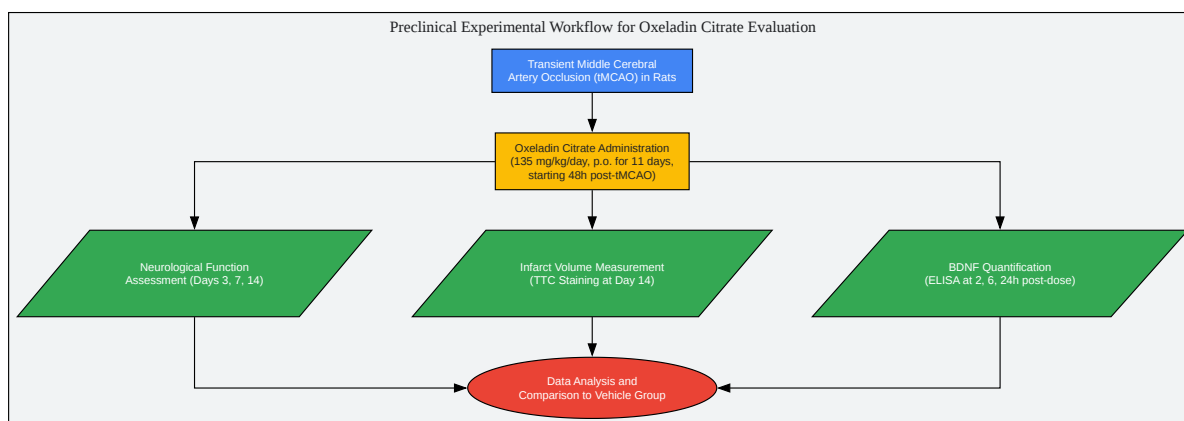 Preclinical Experimental Workflow for Oxeladin Citrate Evaluation
Transient Middle Cerebral
Artery Occlusion (tMCAO) in Rats
Oxeladin Citrate Administration
(135 mg/kg/day, p.o. for 11 days,
starting 48h post-tMCAO)
Neurological Function
Assessment (Days 3, 7, 14)
Infarct Volume Measurement
(TTC Staining at Day 14)
BDNF Quantification
(ELISA at 2, 6, 24h post-dose)
Data Analysis and
Comparison to Vehicle Group